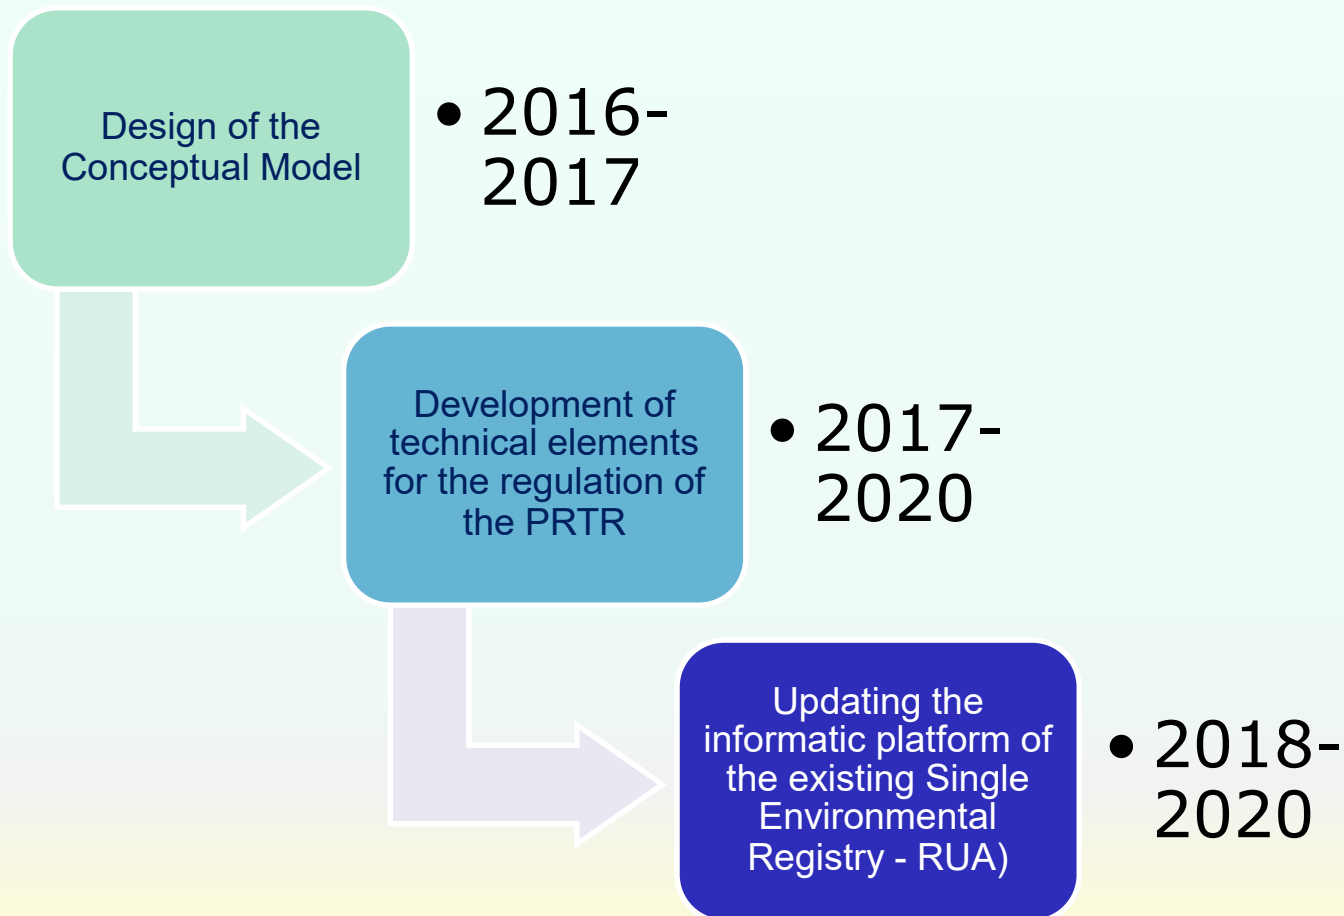 Design of the
Conceptual Model
• 2016-
2017
Development of
technical elements
for the regulation of
the PRTR
• 2017-
2020
Updating the
informatic platform of
the existing Single
Environmental
Registry - RUA)
• 2018-
2020